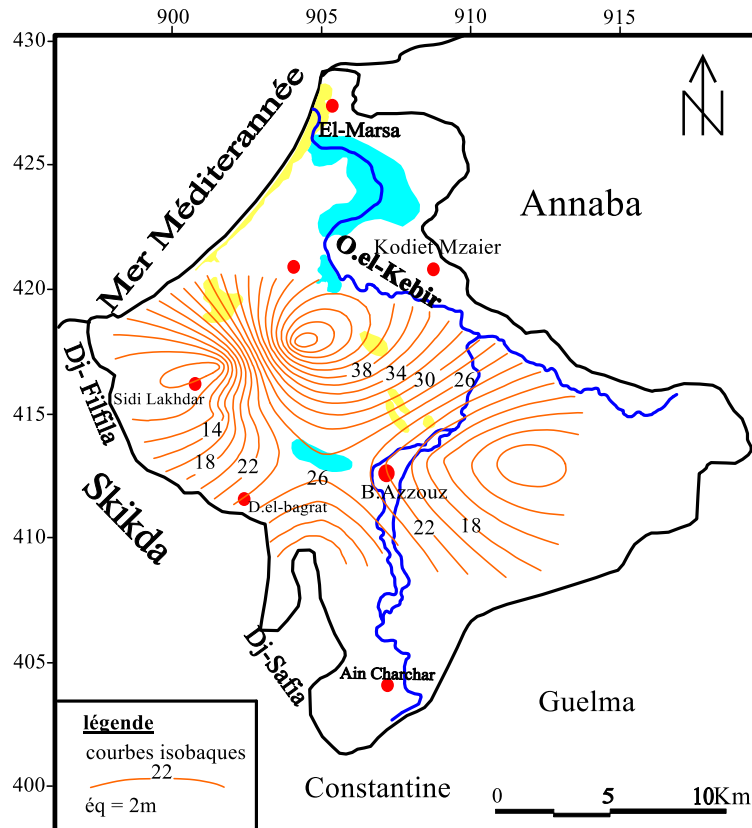 900
905
910
915
430
425
420
415
410
405
400
Mer Méditerannée
El-Marsa
Annaba
Kodiet Mzaier
O.el-Kebir
Dj-Filfila
Sidi Lakhdar
38
34
30
26
14
18
22
26
Skikda
D.el-bagrat
B.Azzouz
22
18
Dj-Safia
Ain Charchar
Guelma
Constantine
légende
courbes isobaques
22
éq = 2m
0
5
10Km
N